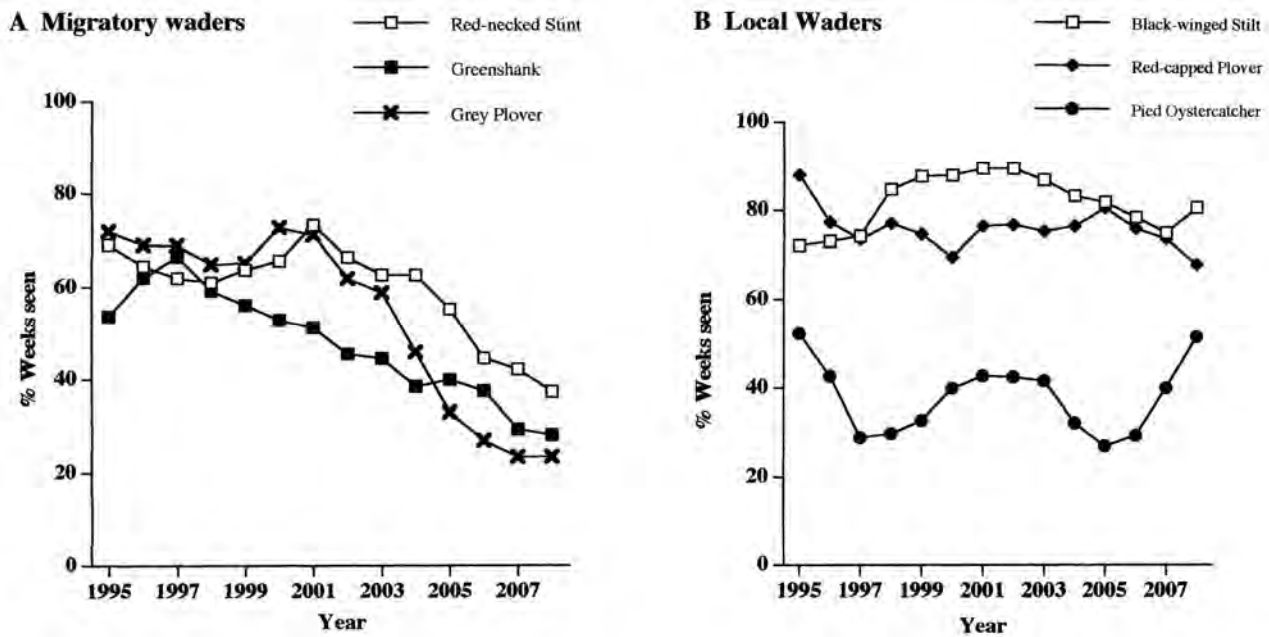 A Migratory waders
Red-necked Stint
Greenshank
Grey Plover
100
80
60
40
20
0
% Weeks seen
1995 1997 1999 2001 2003 2005 2007
Year
B Local Waders
Black-winged Stilt
Red-capped Plover
Pied Oystercatcher
100
80
60
40
20
0
% Weeks seen
1995 1997 1999 2001 2003 2005 2007
Year